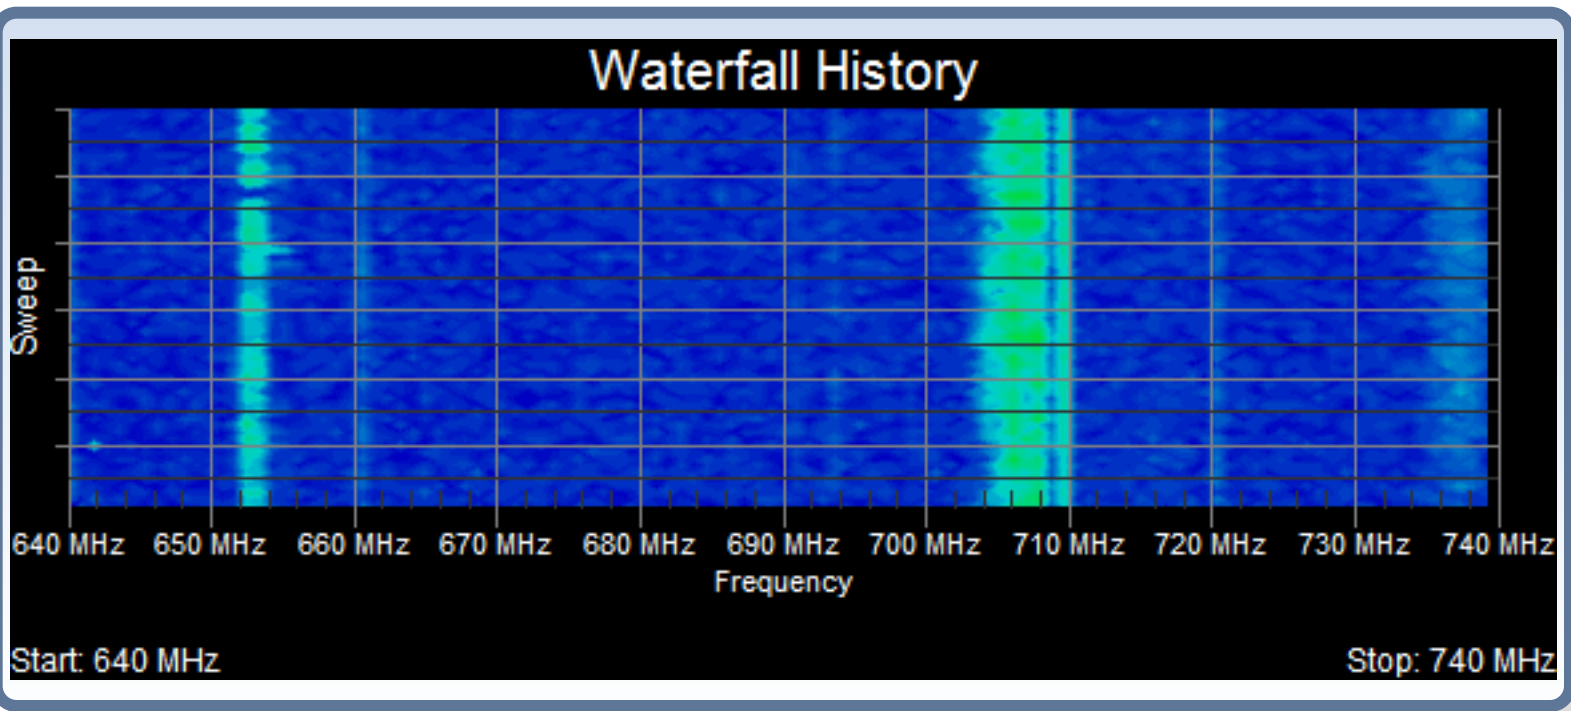 Waterfall History
Sweep
640 MHz 650 MHz 660 MHz 670 MHz 680 MHz 690 MHz 700 MHz 710 MHz 720 MHz 730 MHz 740 MHz
Frequency
Start: 640 MHz Stop: 740 MHz